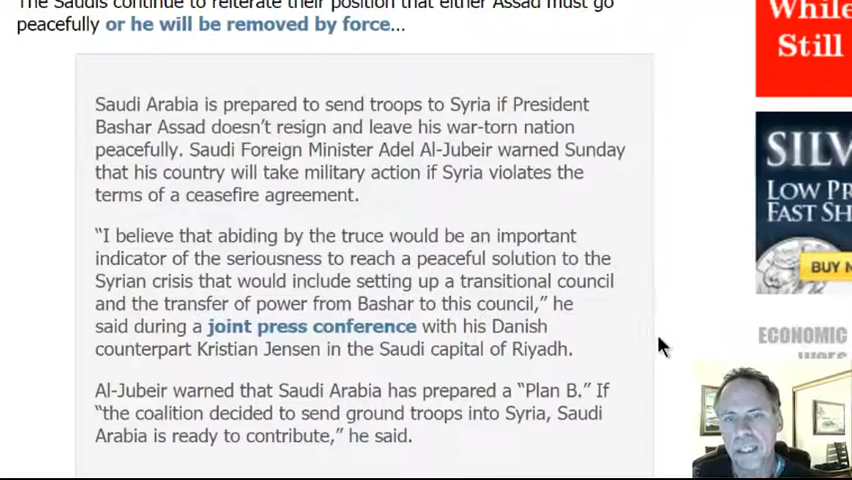 The Saudis continue to reiterate their position that either Assad must go
peacefully or he will be removed by force...
Saudi Arabia is prepared to send troops to Syria if President
Bashar Assad doesn't resign and leave his war-torn nation
peacefully. Saudi Foreign Minister Adel Al-Jubeir warned Sunday
that his country will take military action if Syria violates the
terms of a ceasefire agreement.
“I believe that abiding by the truce would be an important
indicator of the seriousness to reach a peaceful solution to the
Syrian crisis that would include setting up a transitional council
and the transfer of power from Bashar to this council,” he
said during a joint press conference with his Danish
counterpart Kristian Jensen in the Saudi capital of Riyadh.
Al-Jubeir warned that Saudi Arabia has prepared a “Plan B.” If
“the coalition decided to send ground troops into Syria, Saudi
Arabia is ready to contribute,” he said.
While
Still
SILV
LOW PR
FAST SH
BUY N
ECONOMIC